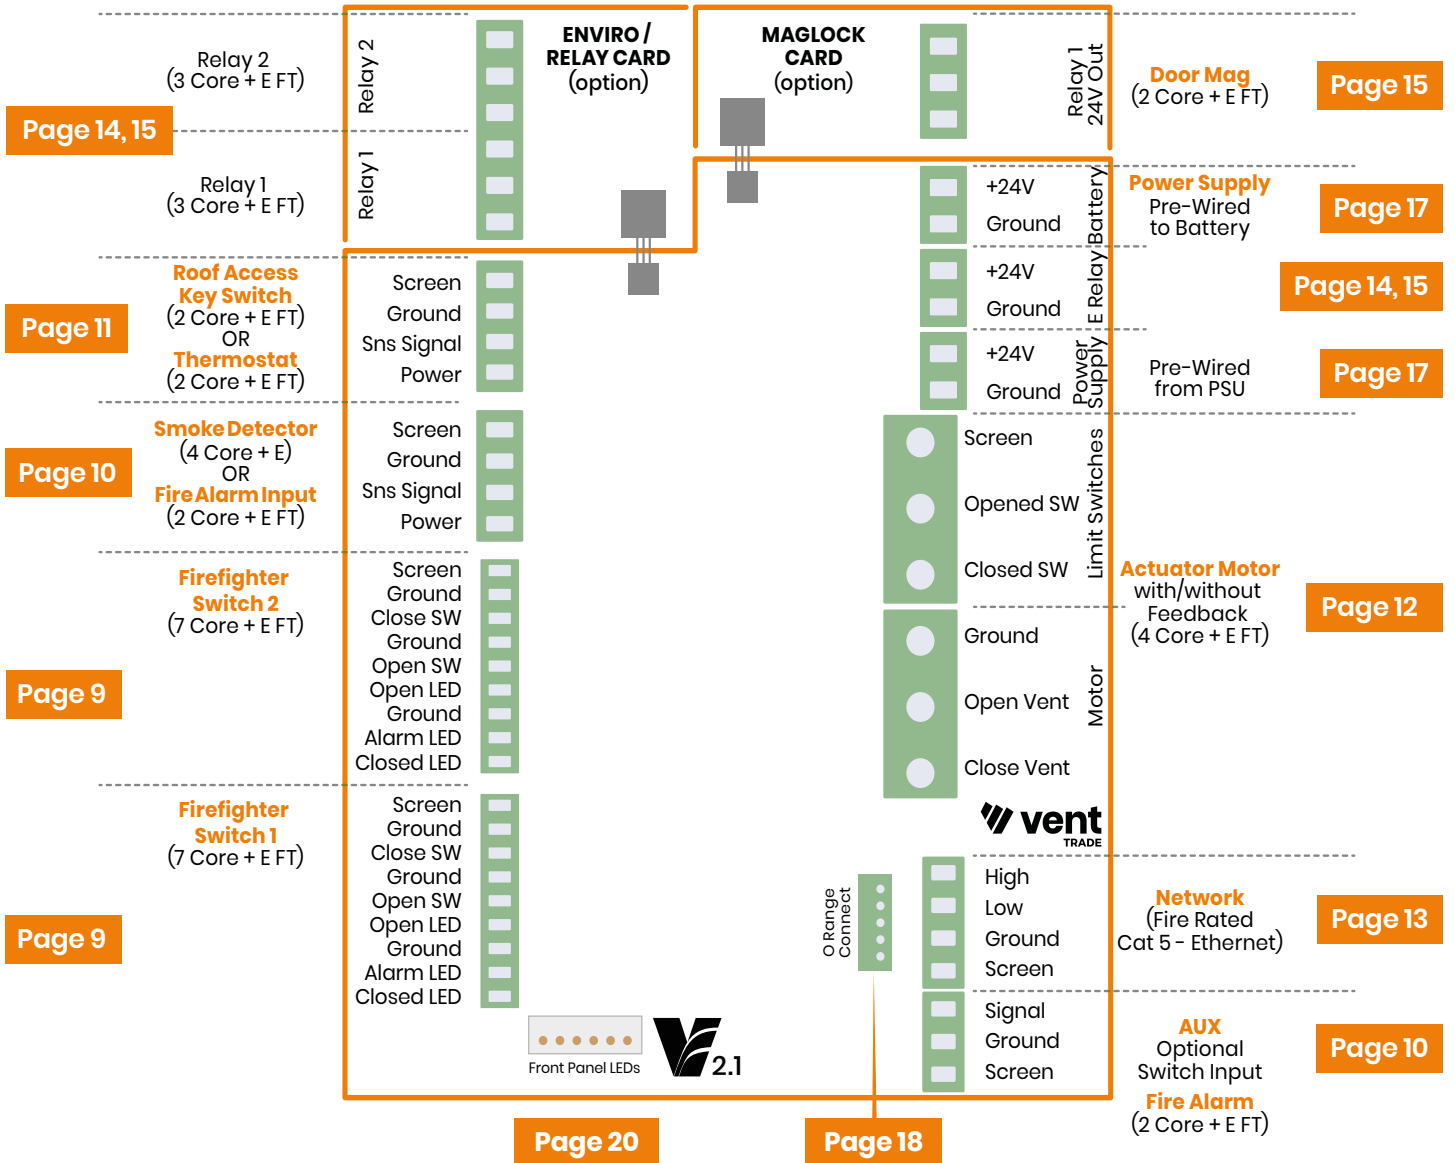 Relay 2
(3 Core + E FT)
Page 14, 15
Relay 1
(3 Core + E FT)
Relay 2
Relay 1
ENVIRO /
RELAY CARD
(option)
MAGLOCK
CARD
(option)
Relay 1
24V Out
Door Mag
(2 Core + E FT)
Page 15
Roof Access
Key Switch
(2 Core + E FT)
OR
Thermostat
(2 Core + E FT)
Page 11
Screen
Ground
Sns Signal
Power
Smoke Detector
(4 Core + E)
OR
Fire Alarm Input
(2 Core + E FT)
Page 10
Screen
Ground
Sns Signal
Power
Firefighter
Switch 2
(7 Core + E FT)
Page 9
Screen
Ground
Close SW
Ground
Open SW
Open LED
Ground
Alarm LED
Closed LED
Firefighter
Switch 1
(7 Core + E FT)
Page 9
Screen
Ground
Close SW
Ground
Open SW
Open LED
Ground
Alarm LED
Closed LED
+24V
Ground
Battery
Power Supply
Pre-Wired
to Battery
Page 17
+24V
Ground
E Relay
Page 14, 15
+24V
Ground
Power
Supply
Pre-Wired
from PSU
Page 17
Screen
Opened SW
Closed SW
Limit Switches
Ground
Open Vent
Close Vent
Motor
Actuator Motor
with/without
Feedback
(4 Core + E FT)
Page 12
vent
TRADE
O Range
Connect
High
Low
Ground
Screen
Network
(Fire Rated
Cat 5 - Ethernet)
Page 13
Signal
Ground
Screen
AUX
Optional
Switch Input
Fire Alarm
(2 Core + E FT)
Page 10
Front Panel LEDs
V 2.1
Page 20
Page 18